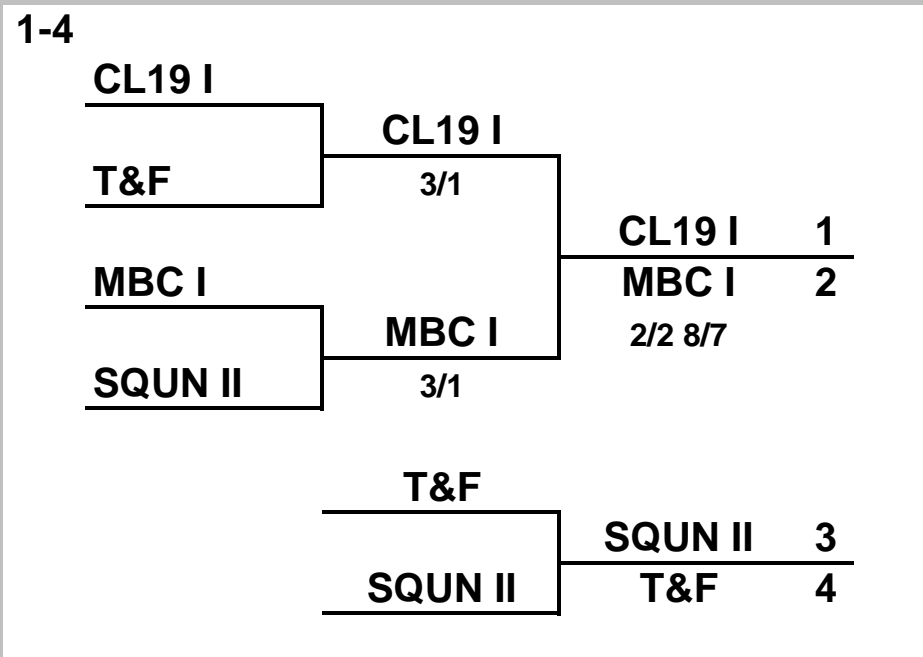 1-4
CL19 I
CL19 I
T&F
3/1
CL19 I 1
MBC I
MBC I 2
MBC I
2/2 8/7
SQUN II
3/1
T&F
SQUN II 3
SQUN II
T&F 4